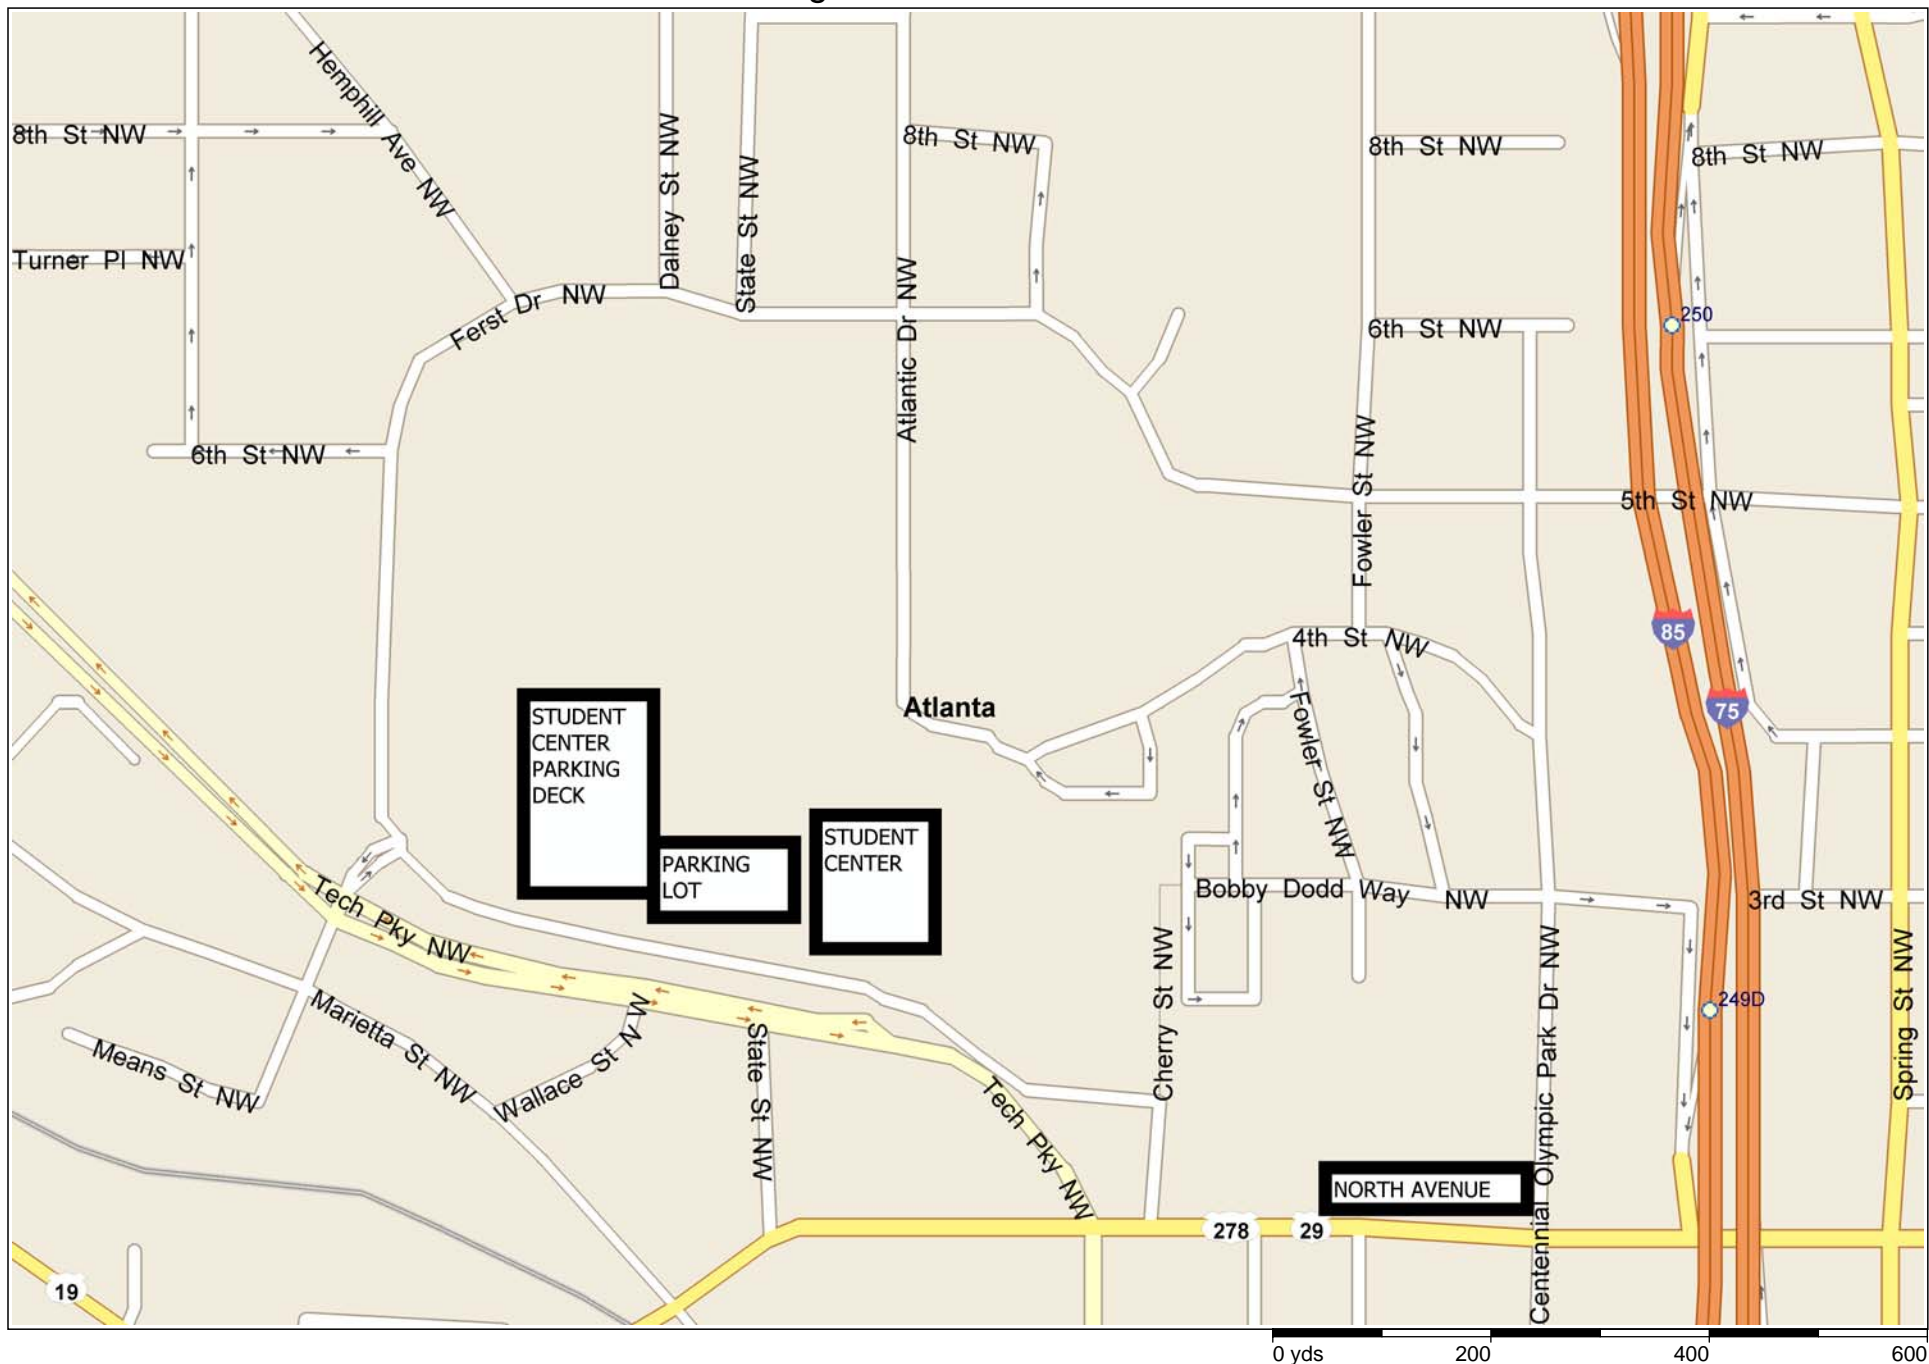 Hemphill Ave NW
8th St NW
Dalney St NW
State St NW
8th St NW
8th St NW
8th St NW
Turner Pl NW
Ferst Dr NW
Atlantic Dr NW
6th St NW
250
6th St NW
Fowler St NW
5th St NW
4th St NW
85
75
Atlanta
STUDENT
CENTER
PARKING
DECK
PARKING
LOT
STUDENT
CENTER
Fowler St NW
Bobby Dodd Way NW
3rd St NW
Tech Pky NW
Marietta St NW
Means St NW
Wallace St NW
State St NW
Cherry St NW
Centennial Olympic Park Dr NW
249D
Spring St NW
Tech Pky NW
NORTH AVENUE
278
29
19
0 yds 200 400 600